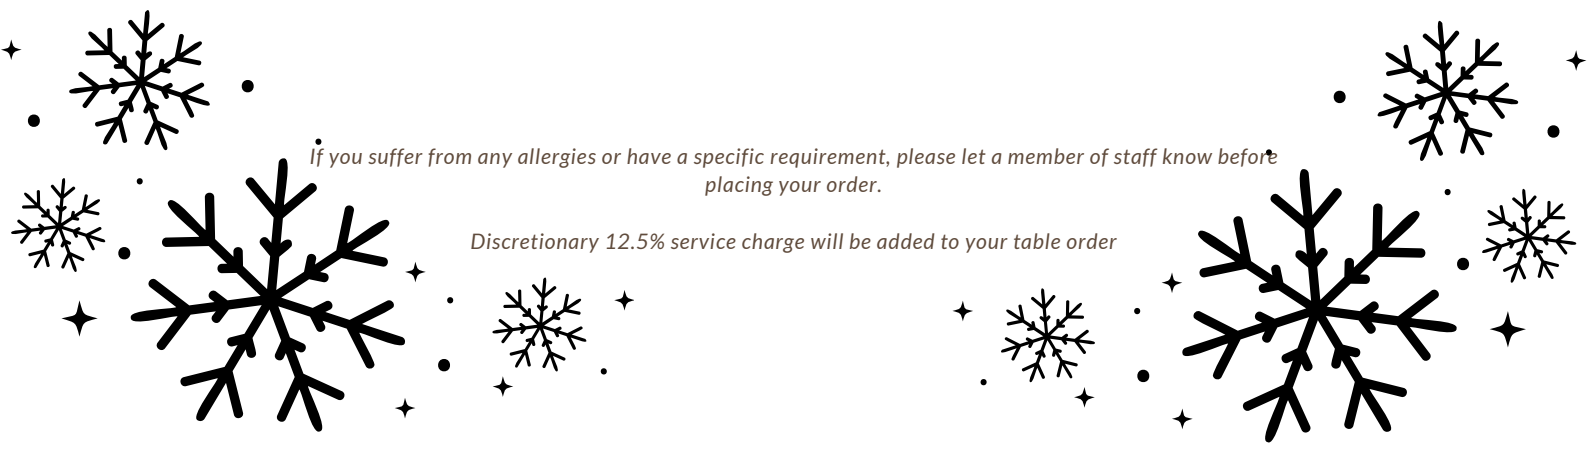 If you suffer from any allergies or have a specific requirement, please let a member of staff know before
placing your order.
Discretionary 12.5% service charge will be added to your table order